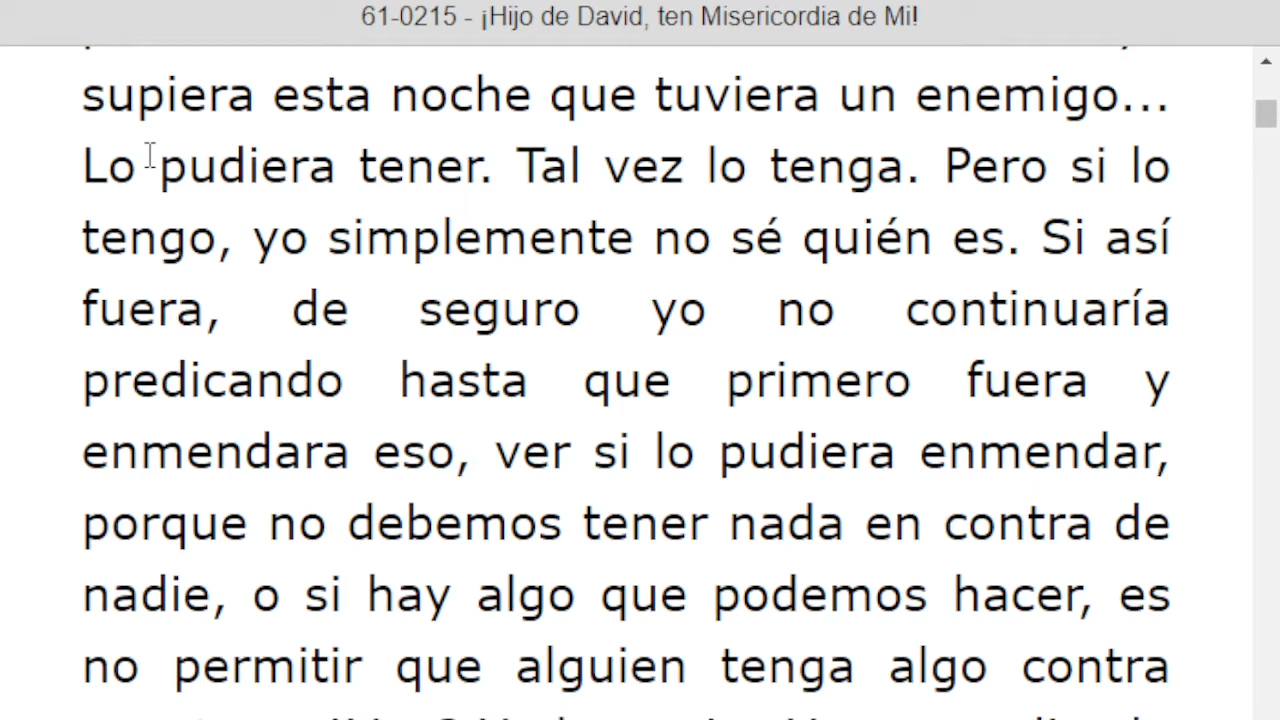 61-0215 - ¡Hijo de David, ten Misericordia de Mi!
supiera esta noche que tuviera un enemigo...
Lo pudiera tener. Tal vez lo tenga. Pero si lo
tengo, yo simplemente no sé quién es. Si así
fuera, de seguro yo no continuaría
predicando hasta que primero fuera y
enmendara eso, ver si lo pudiera enmendar,
porque no debemos tener nada en contra de
nadie, o si hay algo que podemos hacer, es
no permitir que alguien tenga algo contra